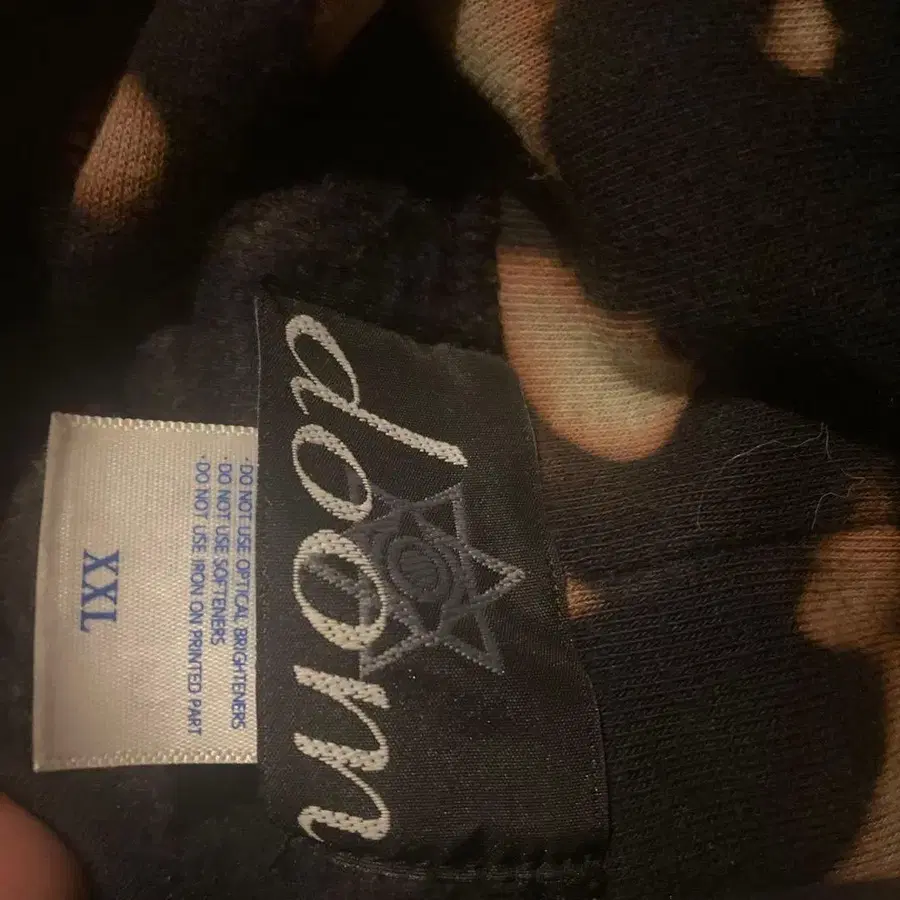 doom
·DO NOT USE OPTICAL BRIGHTENERS
·DO NOT USE SOFTENERS
·DO NOT USE IRON ON PRINTED PART
XXL